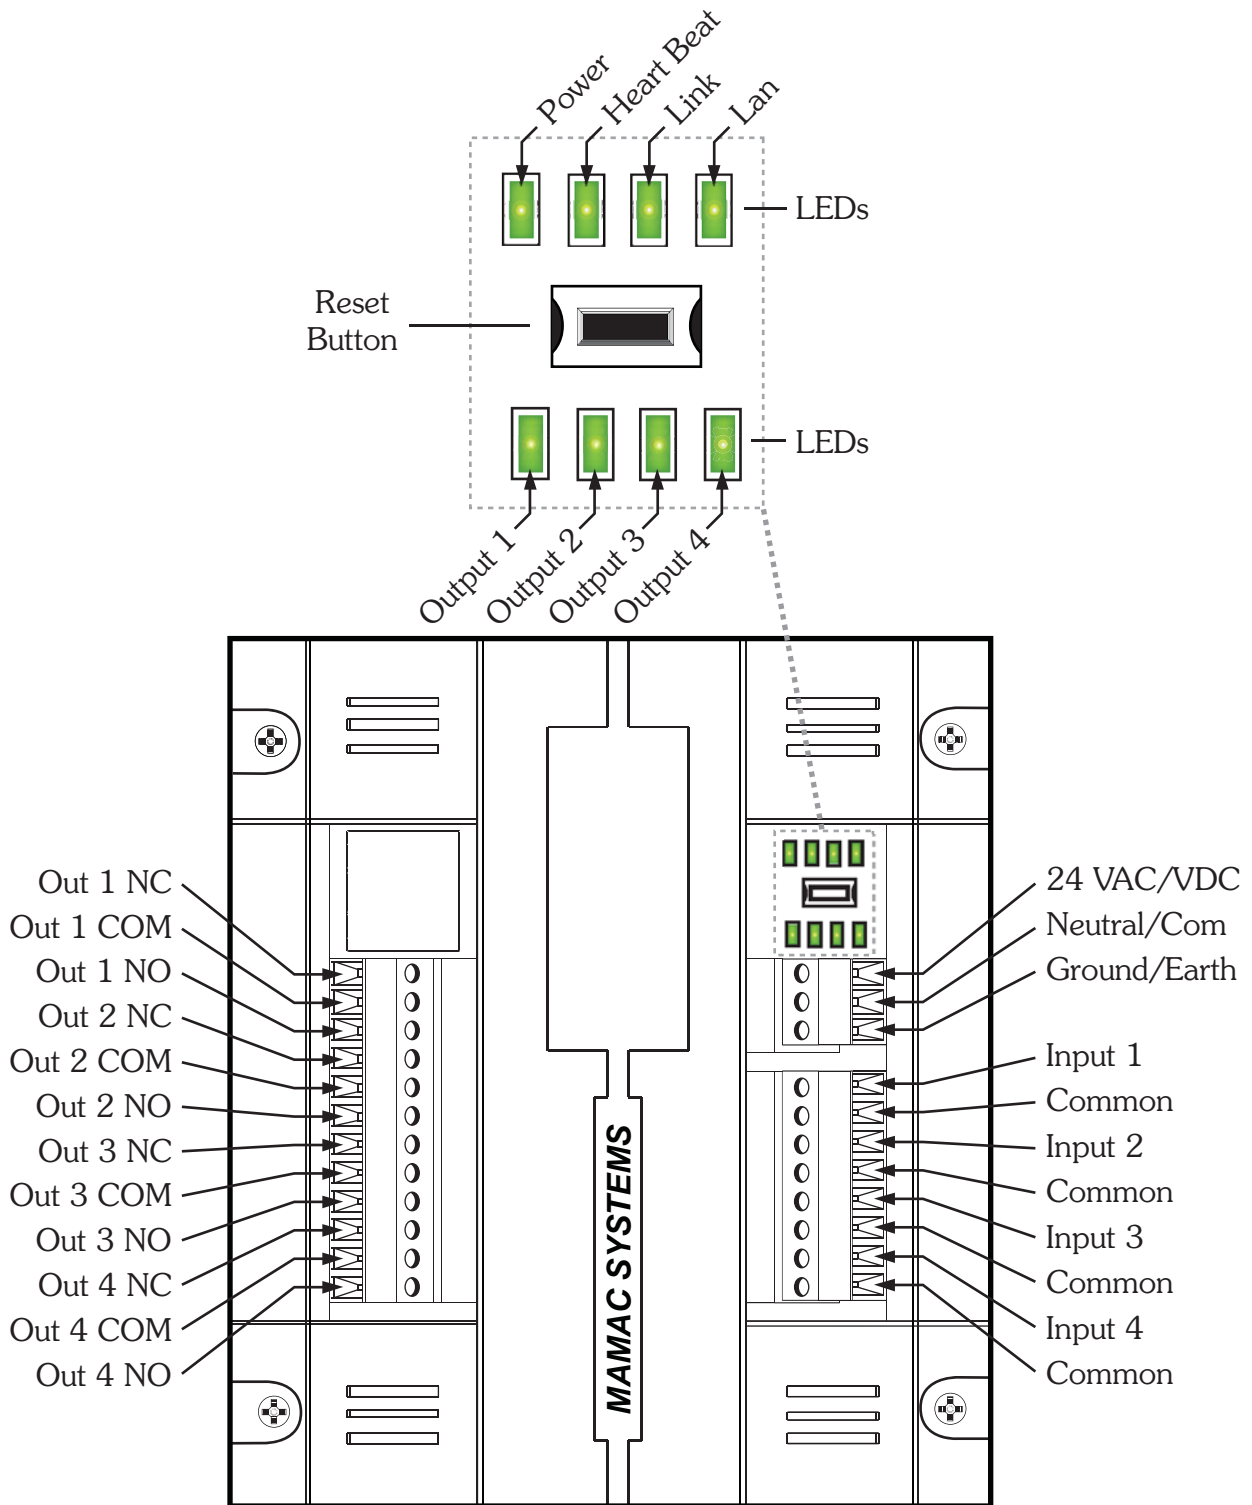 Power
Heart Beat
Link
Lan
LEDs
Reset
Button
LEDs
Output 1
Output 2
Output 3
Output 4
Out 1 NC
Out 1 COM
Out 1 NO
Out 2 NC
Out 2 COM
Out 2 NO
Out 3 NC
Out 3 COM
Out 3 NO
Out 4 NC
Out 4 COM
Out 4 NO
MAMAC SYSTEMS
24 VAC/VDC
Neutral/Com
Ground/Earth
Input 1
Common
Input 2
Common
Input 3
Common
Input 4
Common